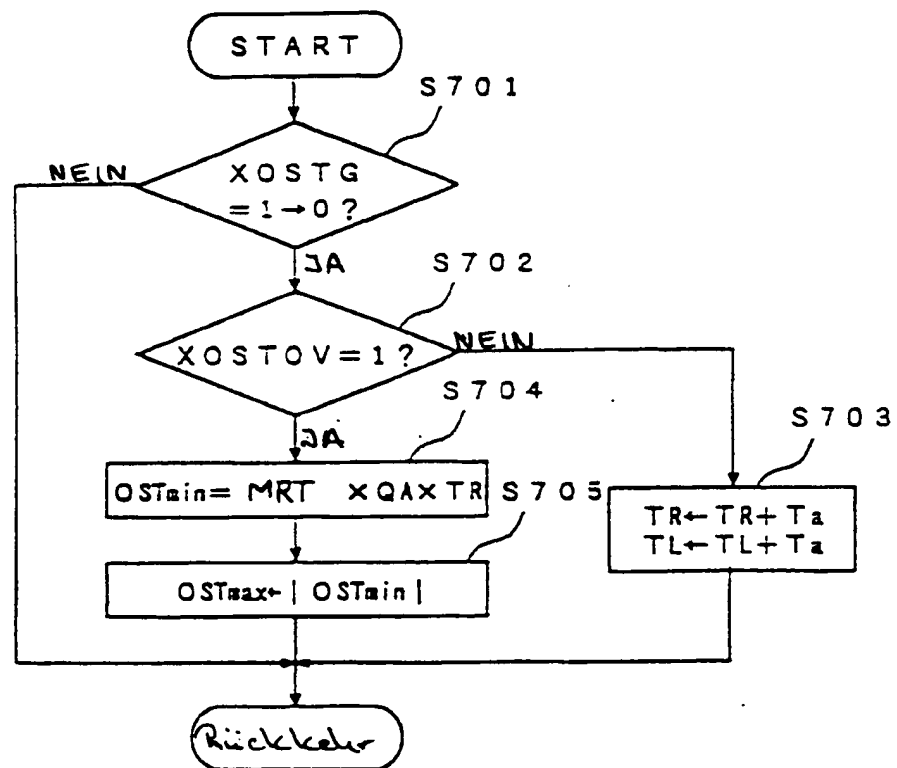 START
S701
NEIN
XOSTG
=1→0?
JA
S702
XOSTOV=1?
NEIN
S704
S703
JA
OSTmin= MRT ×QA×TR
S705
TR←TR+Ta
TL←TL+Ta
OSTmax←|OSTmin|
Rückkehr